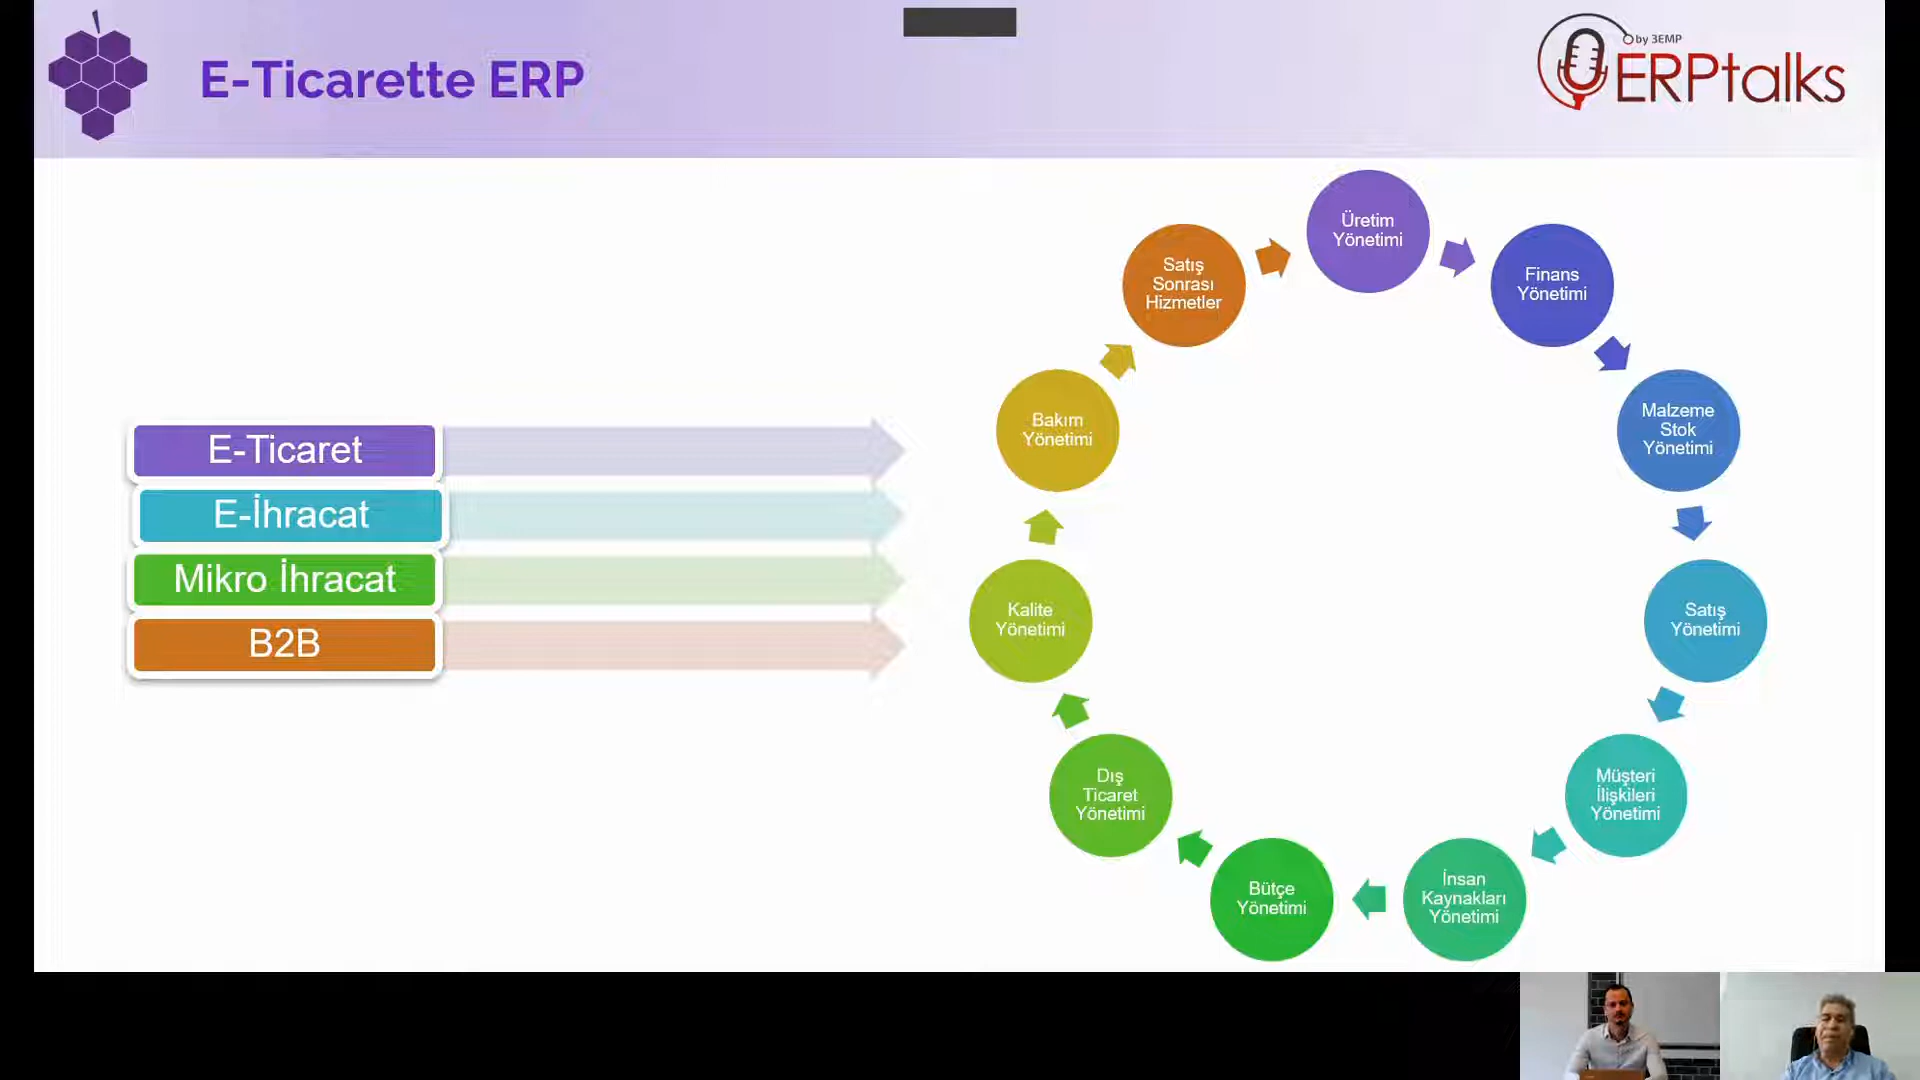 E-Ticarette ERP
by 3EMP
ERPtalks
E-Ticaret
E-İhracat
Mikro İhracat
B2B
Üretim
Yönetimi
Finans
Yönetimi
Malzeme
Stok
Yönetimi
Satış
Yönetimi
Müşteri
İlişkileri
Yönetimi
İnsan
Kaynakları
Yönetimi
Bütçe
Yönetimi
Dış
Ticaret
Yönetimi
Kalite
Yönetimi
Bakım
Yönetimi
Satış
Sonrası
Hizmetler